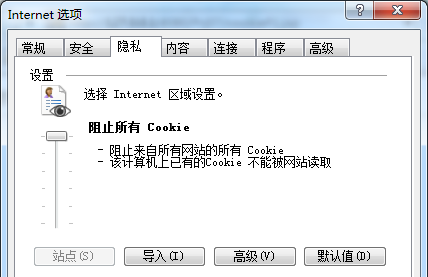 Internet 选项
常规 安全 隐私 内容 连接 程序 高级
设置
选择 Internet 区域设置。
阻止所有 Cookie
- 阻止来自所有网站的所有 Cookie
- 该计算机上已有的Cookie 不能被网站读取
站点(S) 导入(I) 高级(V) 默认值(D)